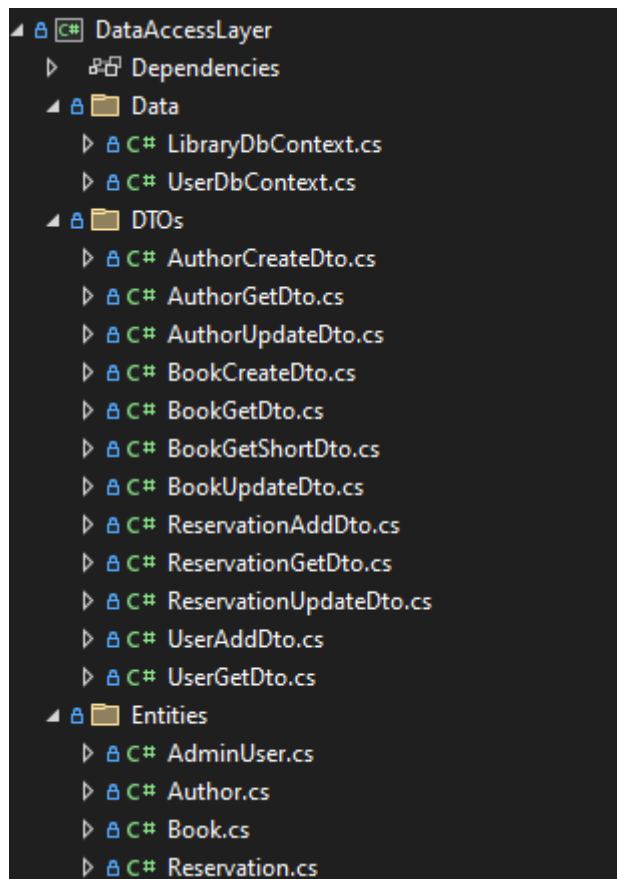 C# DataAccessLayer
Dependencies
Data
C# LibraryDbContext.cs
C# UserDbContext.cs
DTOs
C# AuthorCreateDto.cs
C# AuthorGetDto.cs
C# AuthorUpdateDto.cs
C# BookCreateDto.cs
C# BookGetDto.cs
C# BookGetShortDto.cs
C# BookUpdateDto.cs
C# ReservationAddDto.cs
C# ReservationGetDto.cs
C# ReservationUpdateDto.cs
C# UserAddDto.cs
C# UserGetDto.cs
Entities
C# AdminUser.cs
C# Author.cs
C# Book.cs
C# Reservation.cs